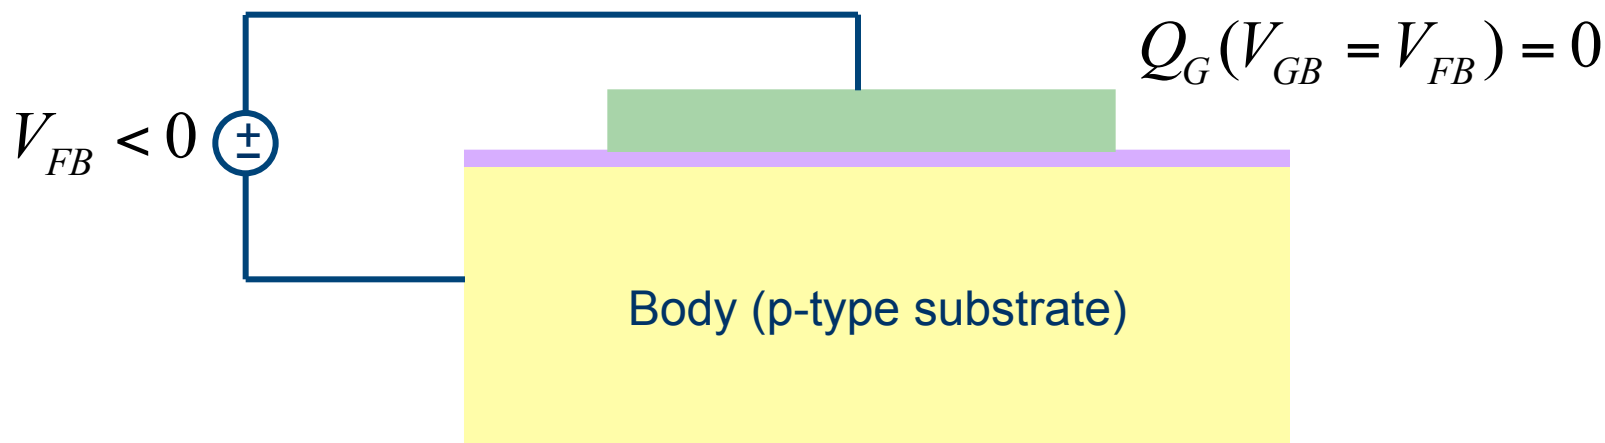 Q_G(V_GB = V_FB) = 0
V_FB < 0
±
Body (p-type substrate)